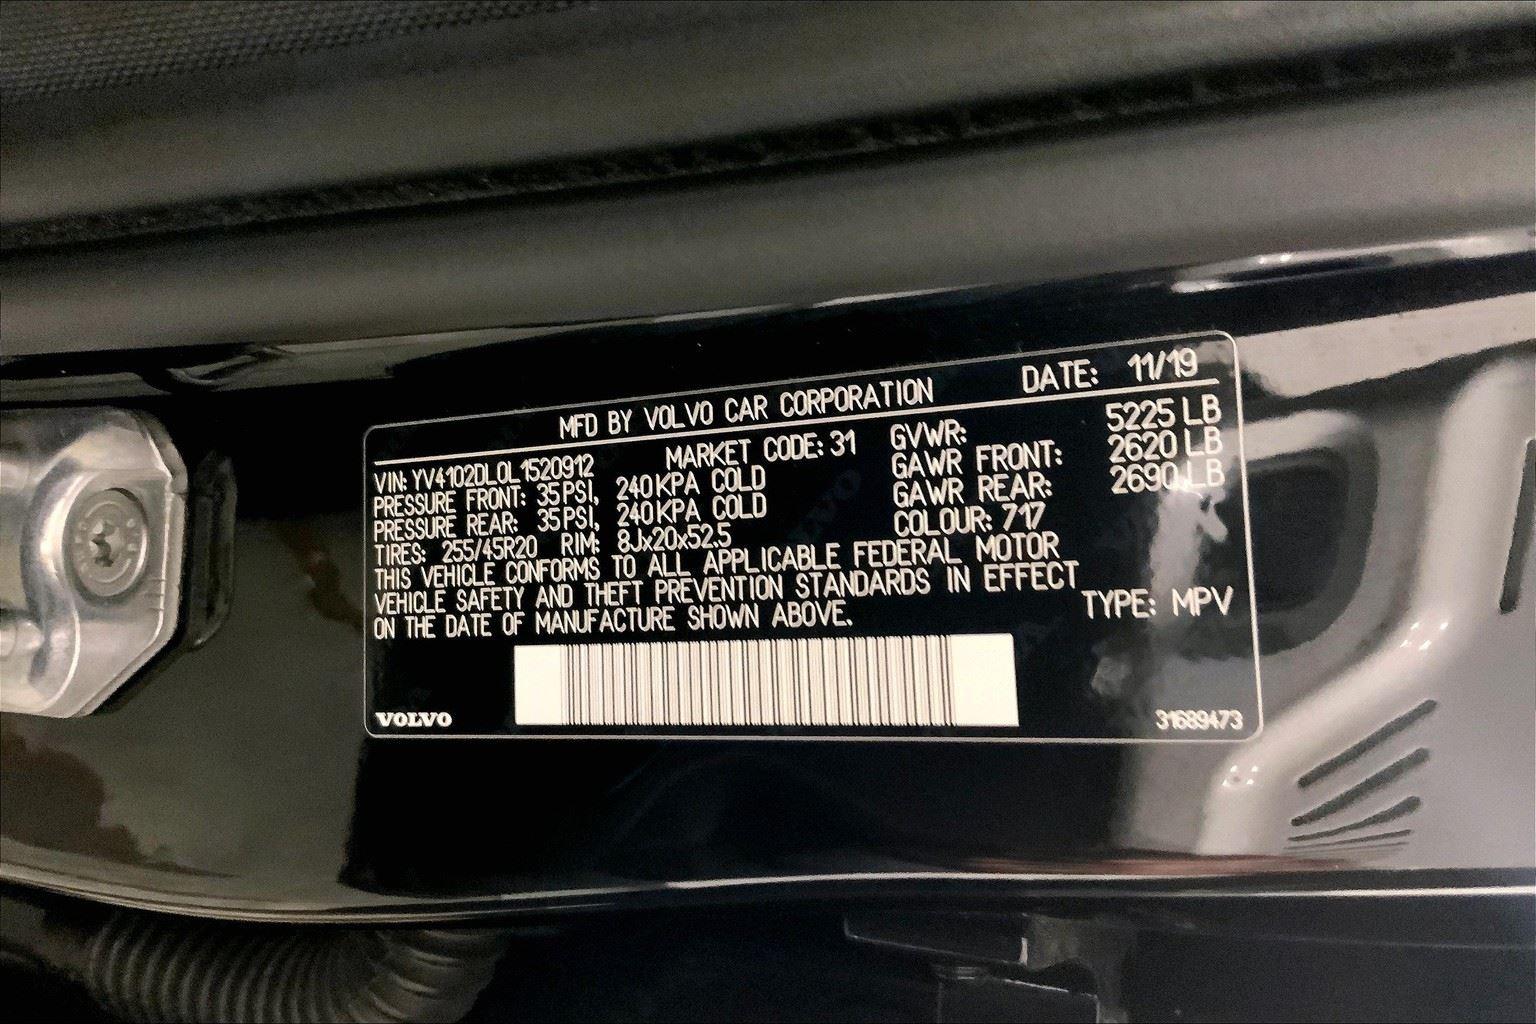 MFD BY VOLVO CAR CORPORATION DATE: 11/19
VIN: YV4102DL0L1520912 MARKET CODE: 31 GVWR: 5225 LB
PRESSURE FRONT: 35 PSI, 240 KPA COLD GAWR FRONT: 2620 LB
PRESSURE REAR: 35 PSI, 240 KPA COLD GAWR REAR: 2690 LB
TIRES: 255/45R20 RIM: 8Jx20x52.5 COLOUR: 717
THIS VEHICLE CONFORMS TO ALL APPLICABLE FEDERAL MOTOR
VEHICLE SAFETY AND THEFT PREVENTION STANDARDS IN EFFECT
ON THE DATE OF MANUFACTURE SHOWN ABOVE. TYPE: MPV
VOLVO 31689473